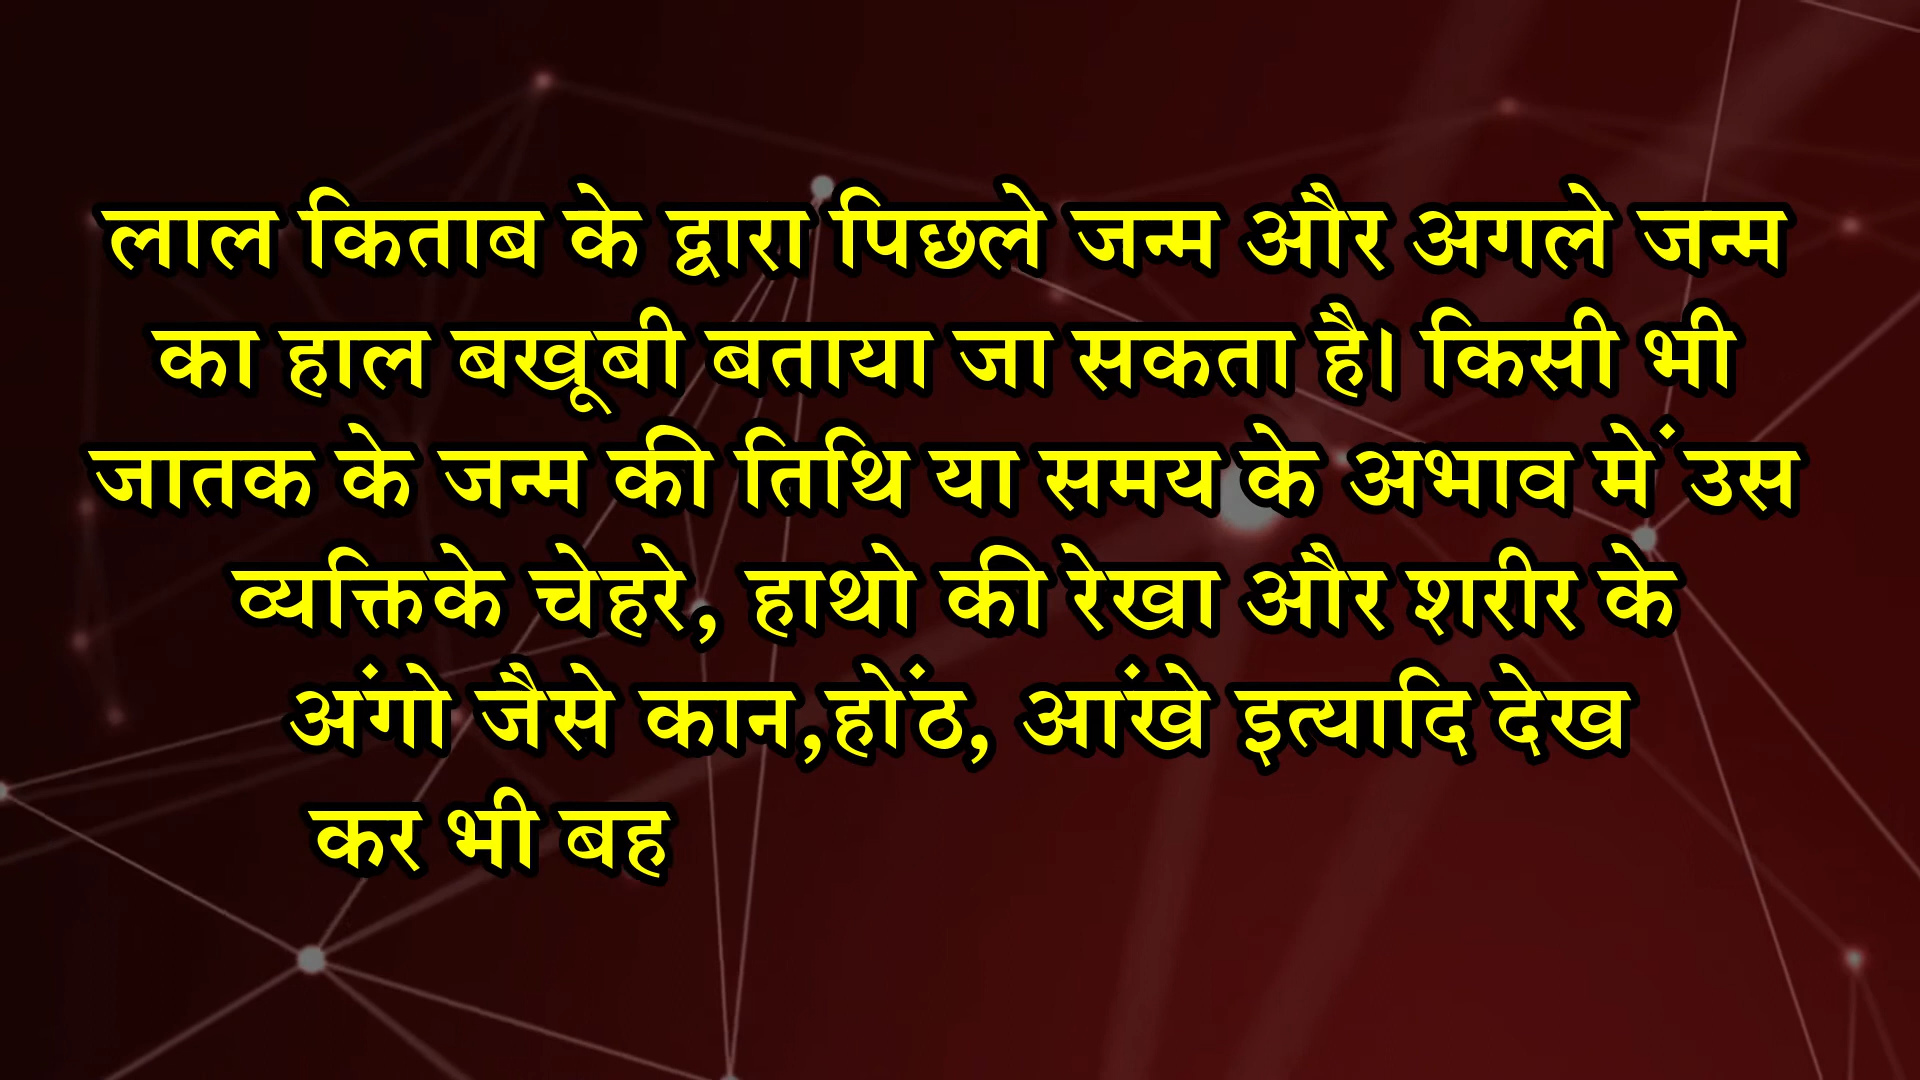 लाल किताब के द्वारा पिछले जन्म और अगले जन्म
का हाल बखूबी बताया जा सकता है। किसी भी
जातक के जन्म की तिथि या समय के अभाव में उस
व्यक्तिके चेहरे, हाथो की रेखा और शरीर के
अंगो जैसे कान,होंठ, आंखे इत्यादि देख
कर भी बह